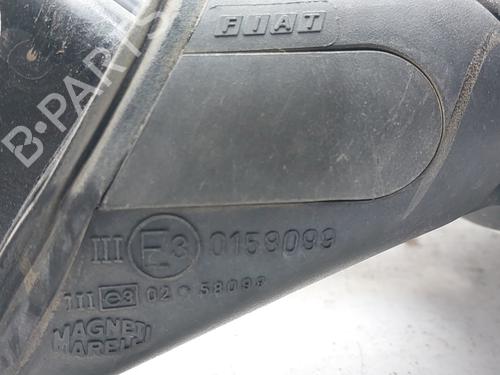 FIAT
B-PARTS
III E3 0158099
III e3 02 * 58099
MAGNETI
MARELLI